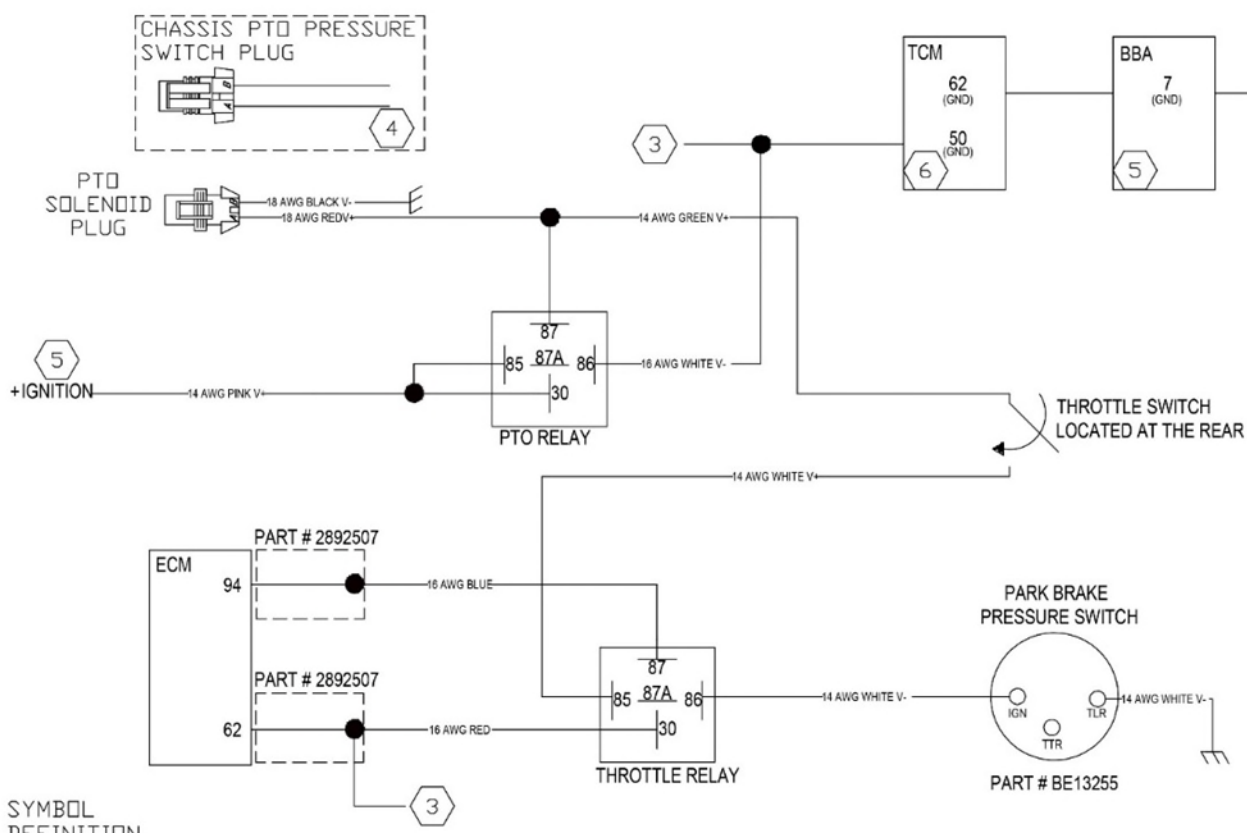 CHASSIS PTO PRESSURE
SWITCH PLUG
B
A
4
TCM
62
(GND)
50
(GND)
6
BBA
7
(GND)
5
3
PTO
SOLENOID
PLUG
B
A
18 AWG BLACK V-
18 AWG REDV+
14 AWG GREEN V+
87
85
87A
86
30
PTO RELAY
16 AWG WHITE V-
5
+IGNITION
14 AWG PINK V+
THROTTLE SWITCH
LOCATED AT THE REAR
14 AWG WHITE V+
PART # 2892507
ECM
94
16 AWG BLUE
PART # 2892507
62
16 AWG RED
3
87
85
87A
86
30
THROTTLE RELAY
14 AWG WHITE V-
PARK BRAKE
PRESSURE SWITCH
IGN
TLR
TTR
14 AWG WHITE V-
PART # BE13255
SYMBOL
DEFINITION